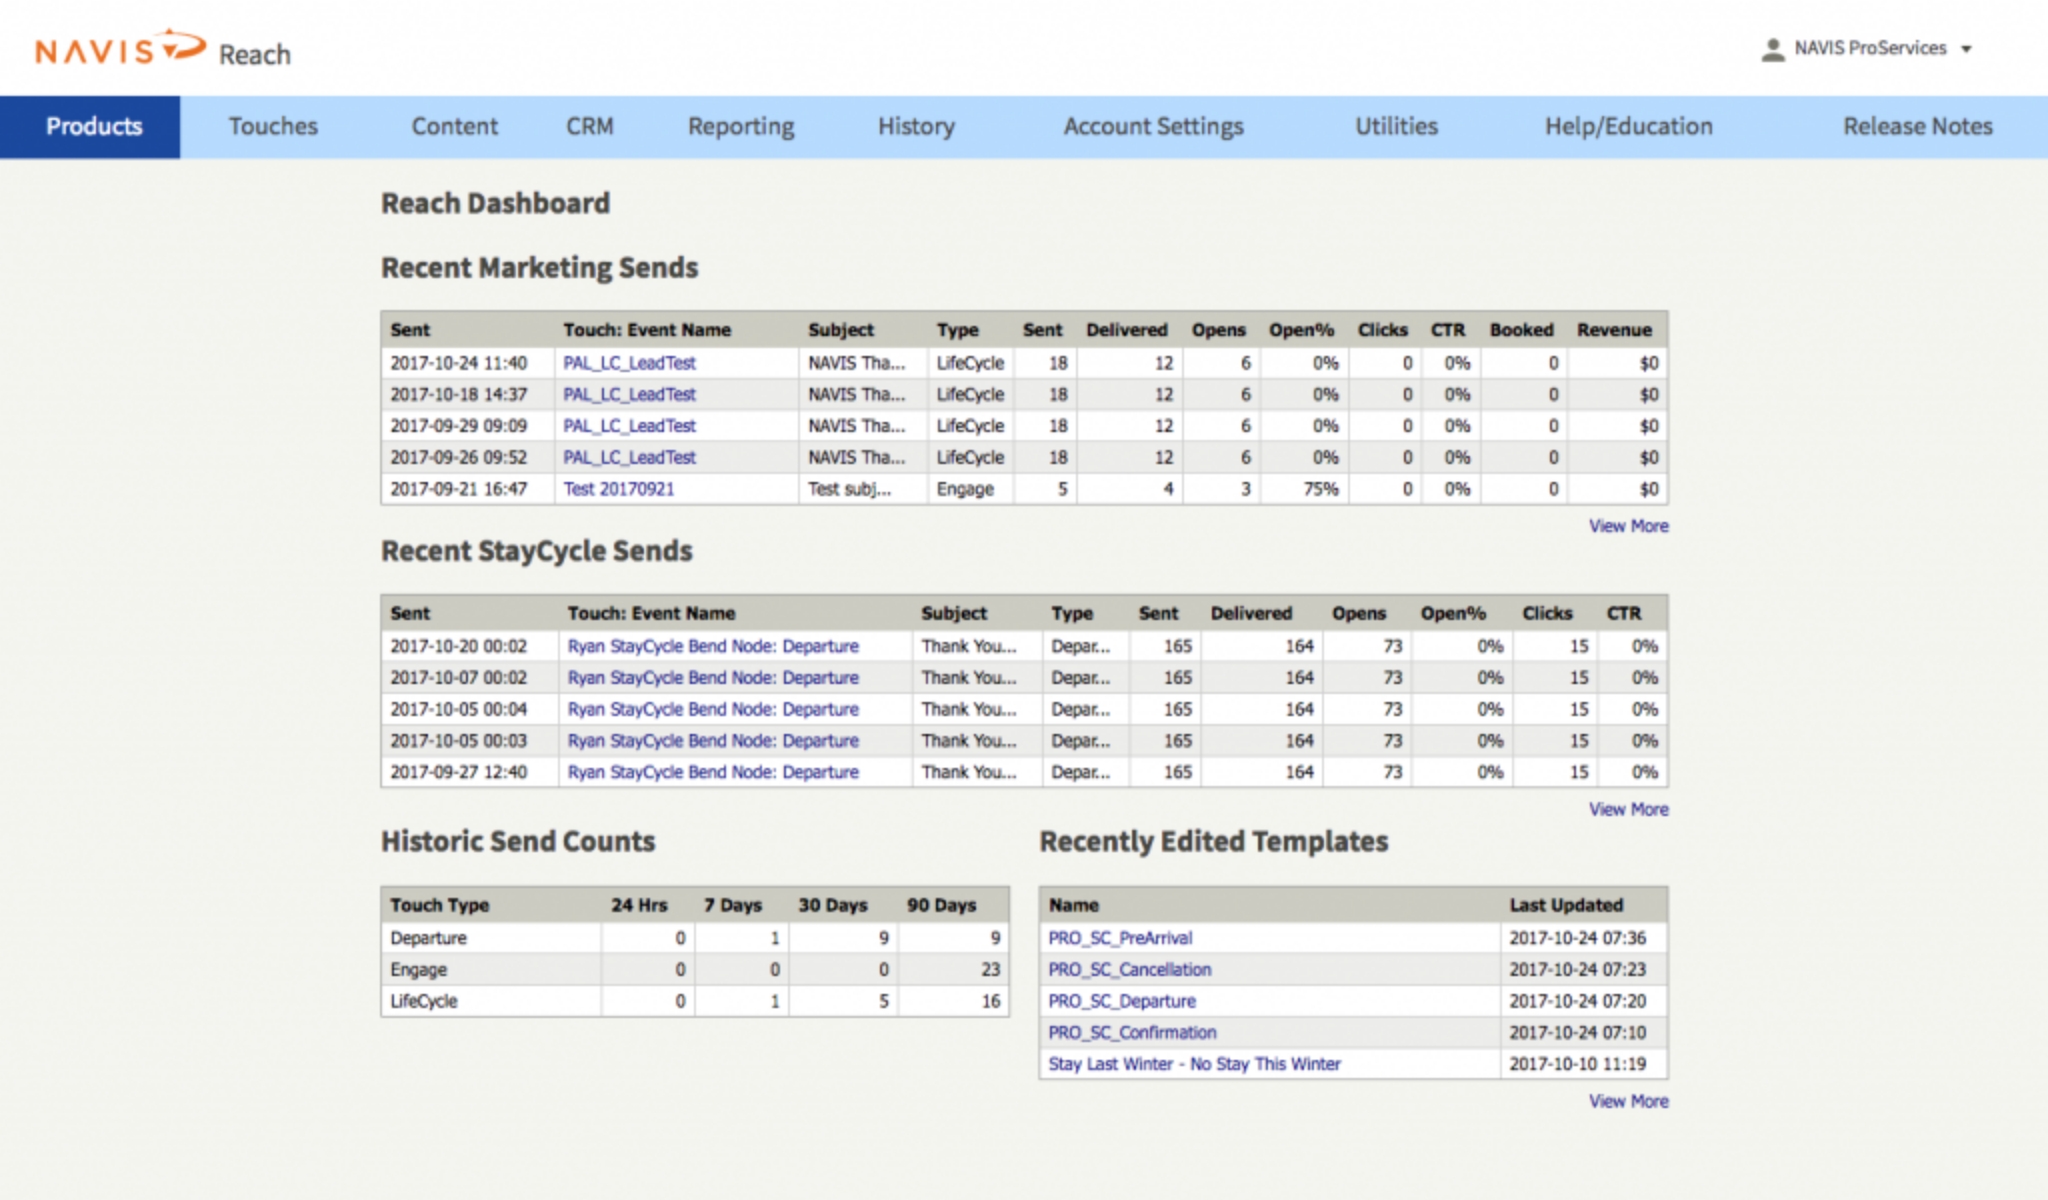 NAVIS Reach
NAVIS ProServices
Products Touches Content CRM Reporting History Account Settings Utilities Help/Education Release Notes
Reach Dashboard
Recent Marketing Sends
Sent Touch: Event Name Subject Type Sent Delivered Opens Open% Clicks CTR Booked Revenue
2017-10-24 11:40 PAL_LC_LeadTest NAVIS Tha... LifeCycle 18 12 6 0% 0 0% 0 $0
2017-10-18 14:37 PAL_LC_LeadTest NAVIS Tha... LifeCycle 18 12 6 0% 0 0% 0 $0
2017-09-29 09:09 PAL_LC_LeadTest NAVIS Tha... LifeCycle 18 12 6 0% 0 0% 0 $0
2017-09-26 09:52 PAL_LC_LeadTest NAVIS Tha... LifeCycle 18 12 6 0% 0 0% 0 $0
2017-09-21 16:47 Test 20170921 Test subj... Engage 5 4 3 75% 0 0% 0 $0
View More
Recent StayCycle Sends
Sent Touch: Event Name Subject Type Sent Delivered Opens Open% Clicks CTR
2017-10-20 00:02 Ryan StayCycle Bend Node: Departure Thank You... Depar... 165 164 73 0% 15 0%
2017-10-07 00:02 Ryan StayCycle Bend Node: Departure Thank You... Depar... 165 164 73 0% 15 0%
2017-10-05 00:04 Ryan StayCycle Bend Node: Departure Thank You... Depar... 165 164 73 0% 15 0%
2017-10-05 00:03 Ryan StayCycle Bend Node: Departure Thank You... Depar... 165 164 73 0% 15 0%
2017-09-27 12:40 Ryan StayCycle Bend Node: Departure Thank You... Depar... 165 164 73 0% 15 0%
View More
Historic Send Counts
Touch Type 24 Hrs 7 Days 30 Days 90 Days
Departure 0 1 9 9
Engage 0 0 0 23
LifeCycle 0 1 5 16
Recently Edited Templates
Name Last Updated
PRO_SC_PreArrival 2017-10-24 07:36
PRO_SC_Cancellation 2017-10-24 07:23
PRO_SC_Departure 2017-10-24 07:20
PRO_SC_Confirmation 2017-10-24 07:10
Stay Last Winter - No Stay This Winter 2017-10-10 11:19
View More